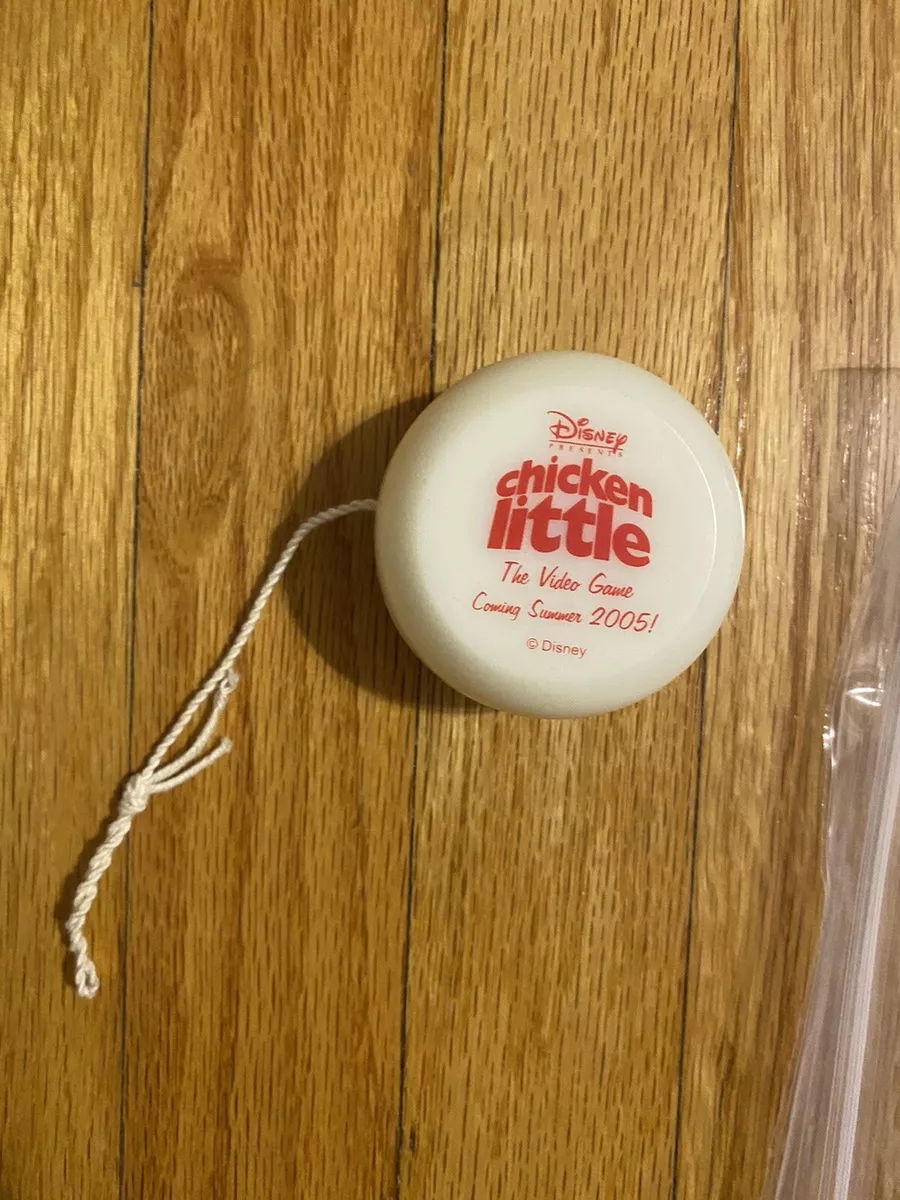 Disney
PRESENTS
chicken
little
The Video Game
Coming Summer 2005!
© Disney